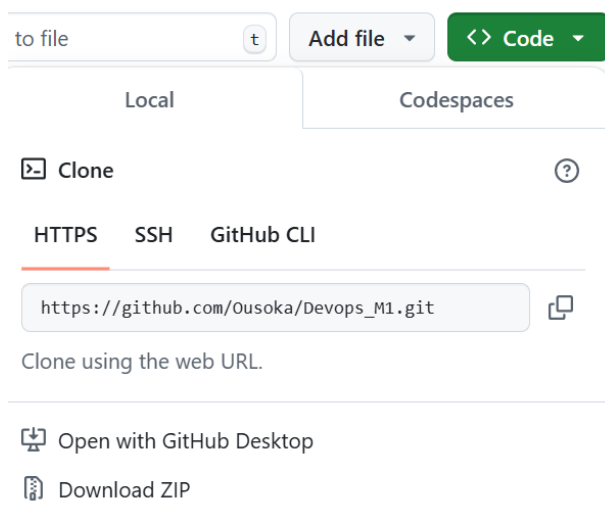 to file t Add file <> Code
Local Codespaces
Clone
HTTPS SSH GitHub CLI
https://github.com/Ousoka/Devops_M1.git
Clone using the web URL.
Open with GitHub Desktop
Download ZIP